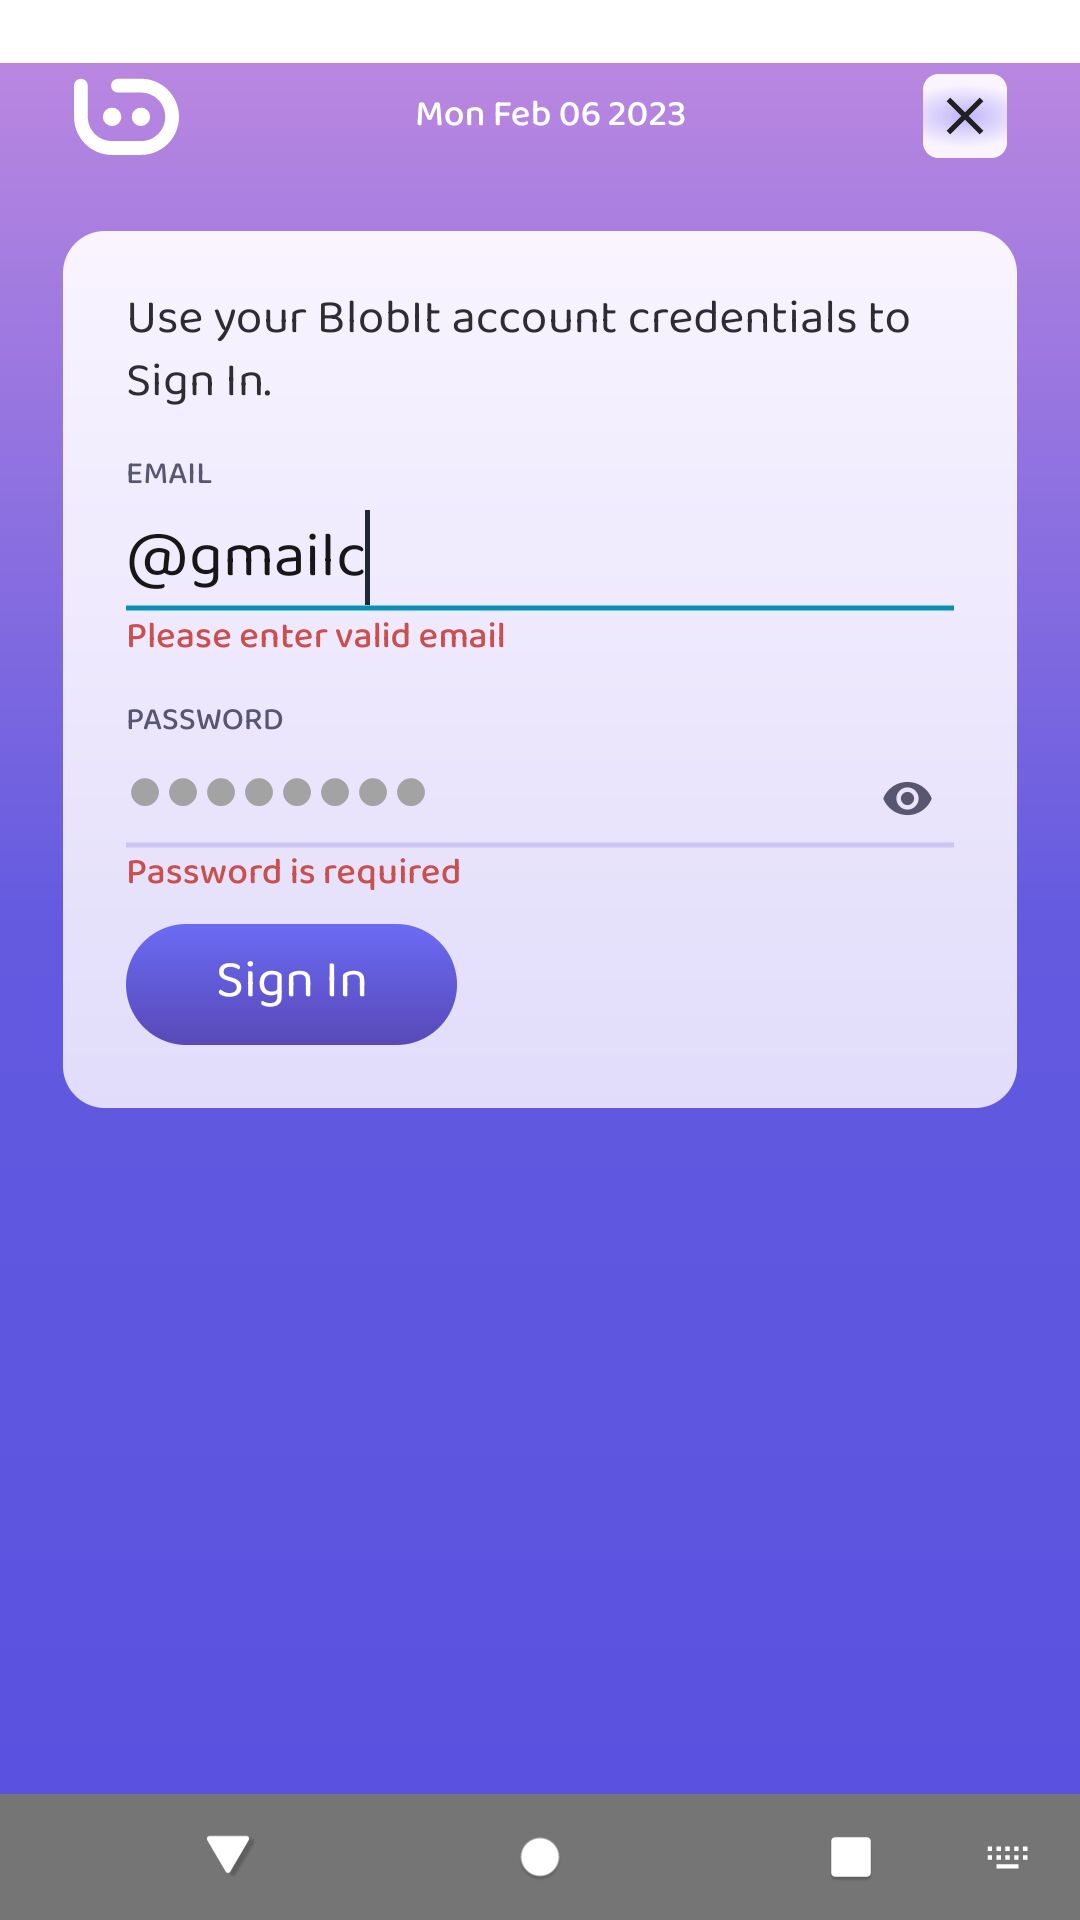 Mon Feb 06 2023
Use your BlobIt account credentials to
Sign In.
EMAIL
@gmailc
Please enter valid email
PASSWORD
Password is required
Sign In